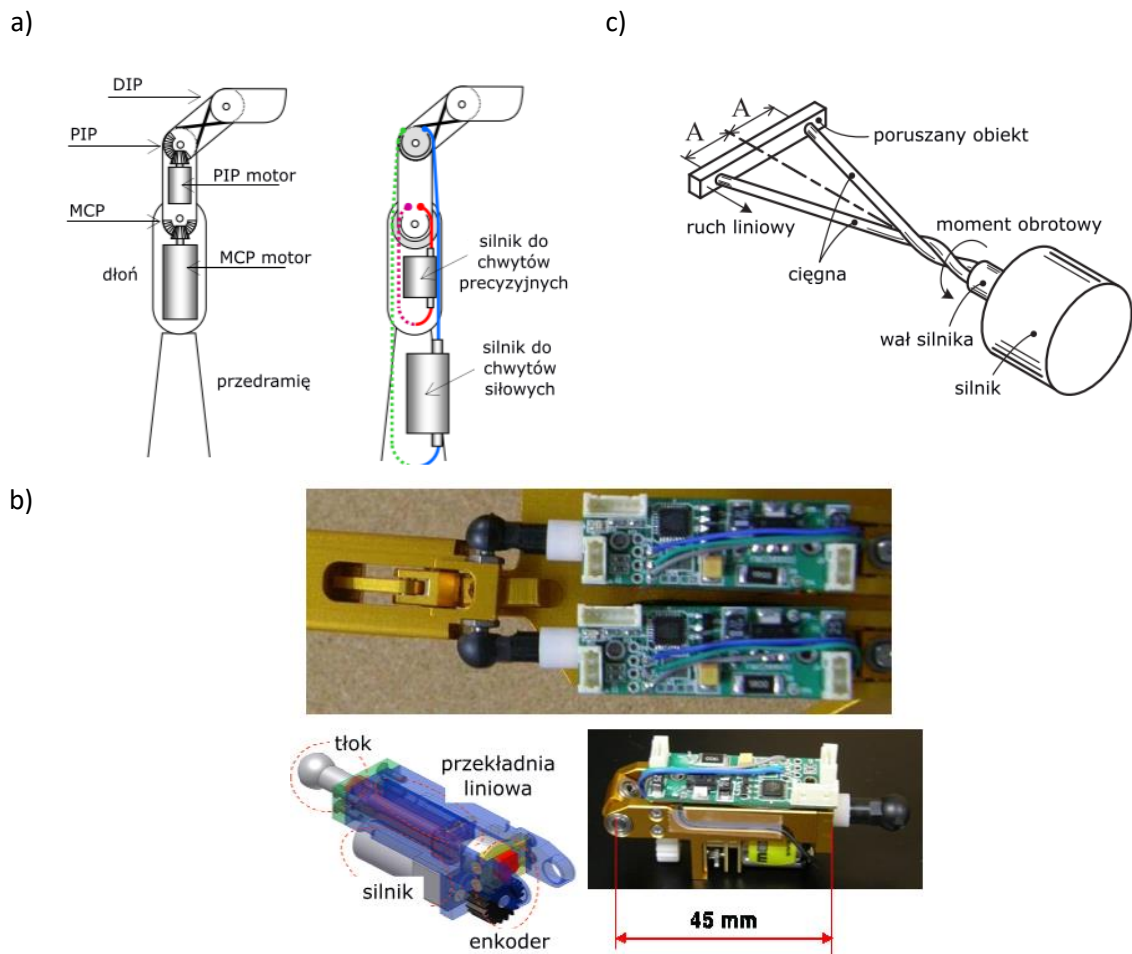 a)
DIP
PIP
PIP motor
MCP
dłoń
MCP motor
przedramię
silnik do
chwytów
precyzyjnych
silnik do
chwytów
siłowych
c)
A
A
poruszany obiekt
ruch liniowy
moment obrotowy
cięgna
wał silnika
silnik
b)
tłok
przekładnia
liniowa
silnik
enkoder
45 mm